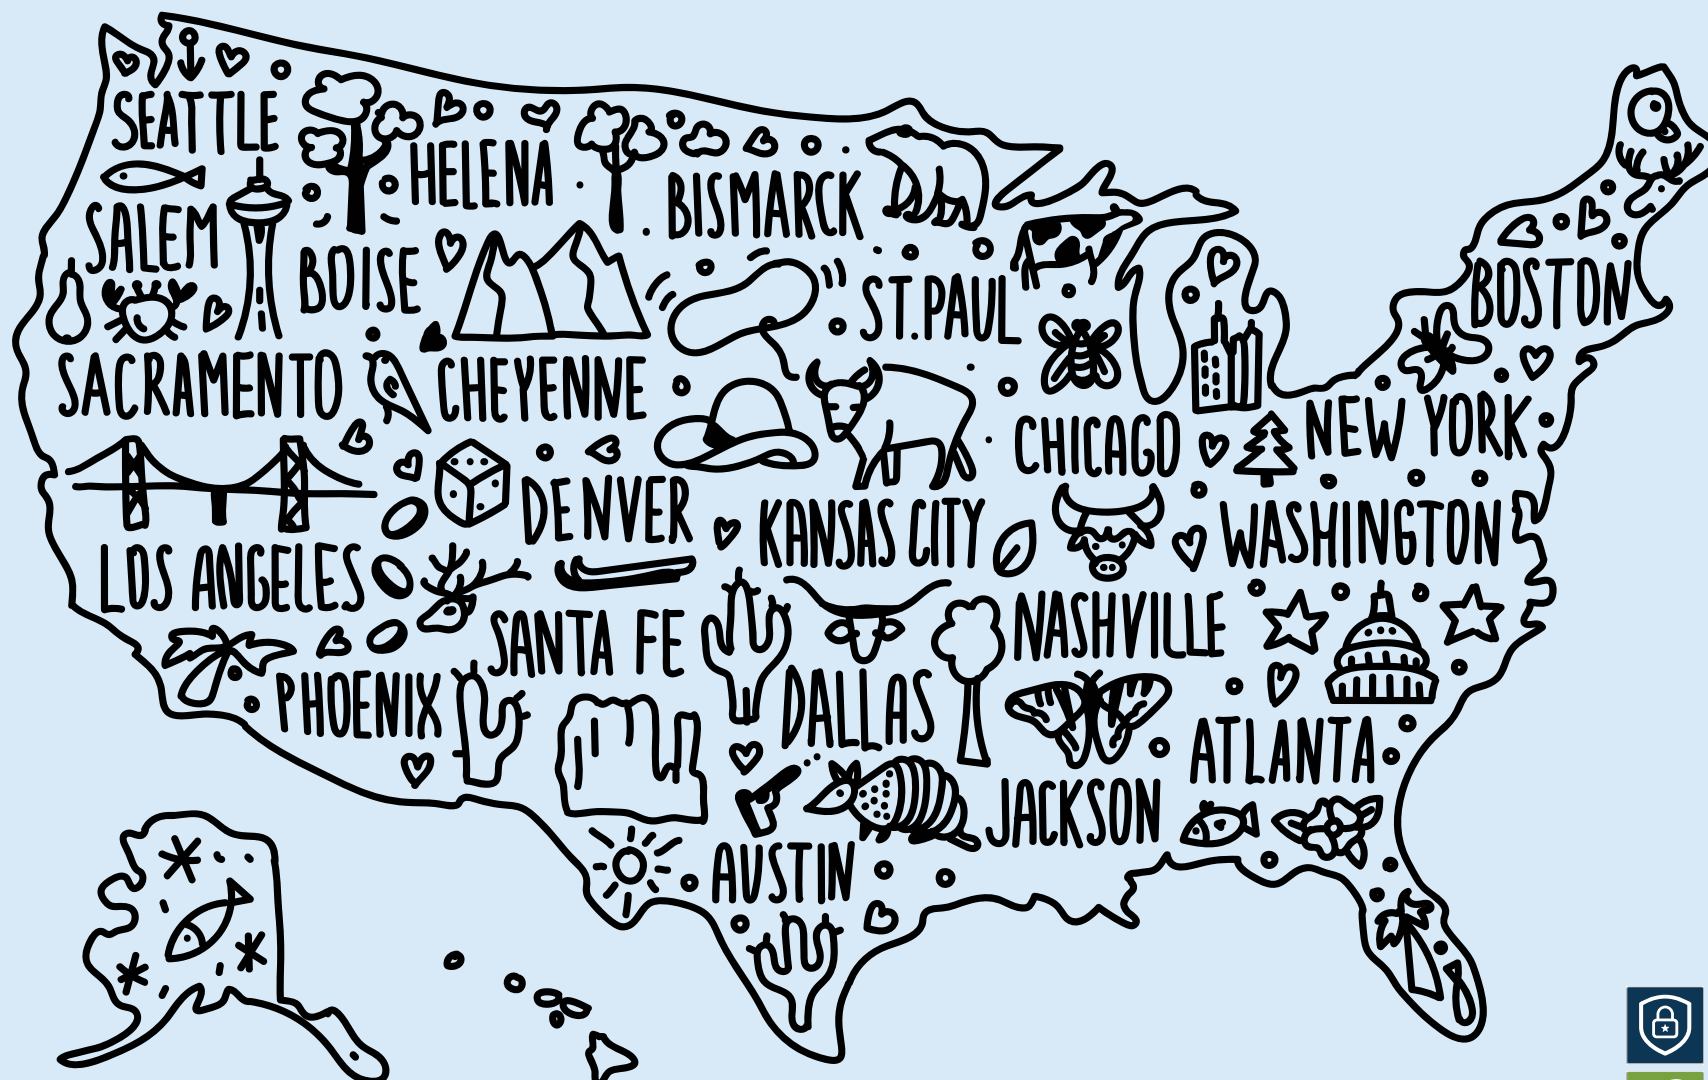 SEATTLE
HELENA
BISMARCK
SALEM
BOISE
ST.PAUL
BOSTON
SACRAMENTO
CHEYENNE
CHICAGO
NEW YORK
DENVER
KANSAS CITY
WASHINGTON
LOS ANGELES
SANTA FE
NASHVILLE
PHOENIX
DALLAS
ATLANTA
JACKSON
AUSTIN